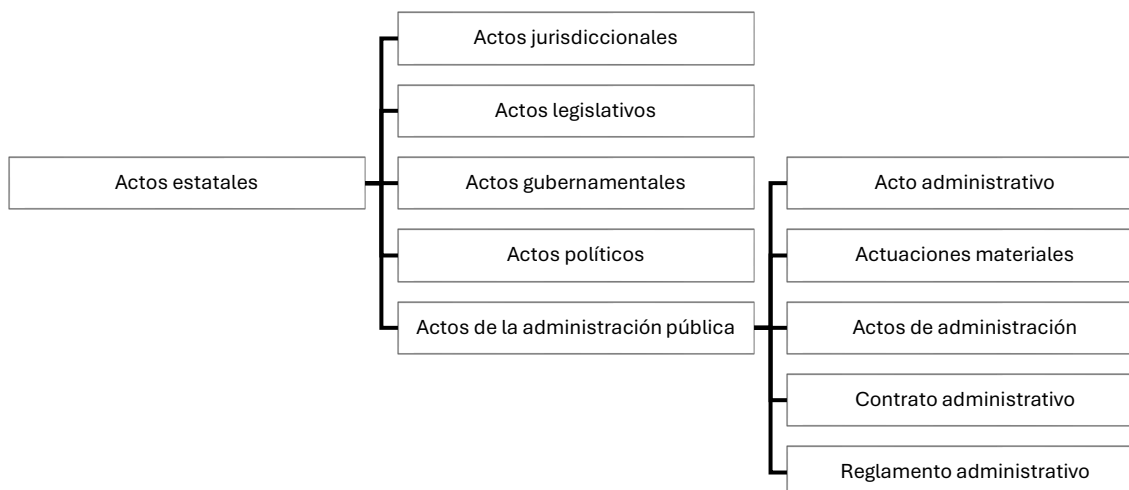 Actos estatales
Actos jurisdiccionales
Actos legislativos
Actos gubernamentales
Actos políticos
Actos de la administración pública
Acto administrativo
Actuaciones materiales
Actos de administración
Contrato administrativo
Reglamento administrativo